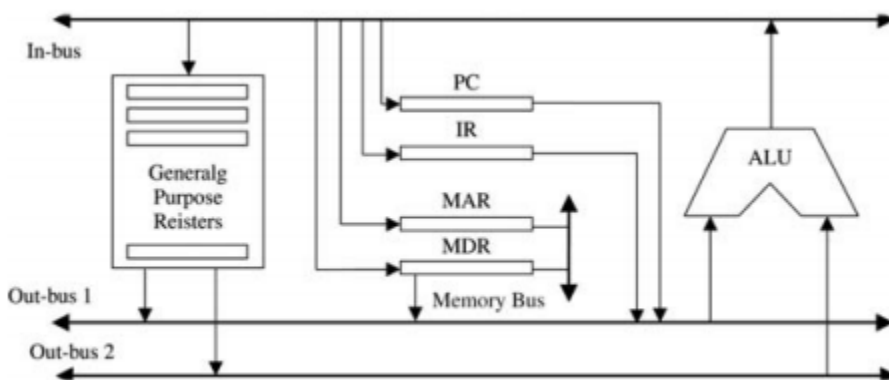 In-bus
PC
IR
ALU
Generalg
Purpose
Reisters
MAR
MDR
Out-bus 1
Memory Bus
Out-bus 2